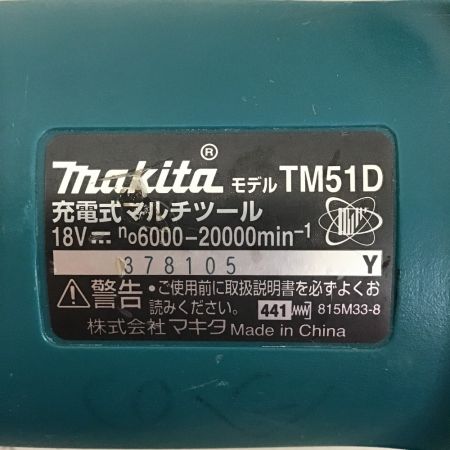 makita® モデル TM51D
充電式マルチツール
18V⎓ n₀6000-20000min⁻¹
378105 Y
⚠警告 ・ご使用前に取扱説明書を必ずよくお
読みください。 441 815M33-8
株式会社 マキタ Made in China